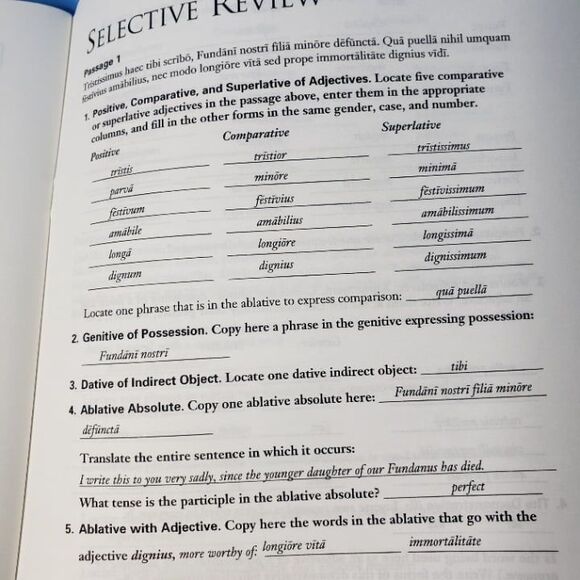 SELECTIVE REVIEW
Passage 1
Trīstissimus haec tibi scrībō, Fundānī nostrī fīliā minōre dēfūnctā. Quā puellā nihil umquam
fēstīvius amābilius, nec modo longiōre vītā sed prope immortālitāte dignius vīdī.
1. Positive, Comparative, and Superlative of Adjectives. Locate five comparative
or superlative adjectives in the passage above, enter them in the appropriate
columns, and fill in the other forms in the same gender, case, and number.
Positive Comparative Superlative
trīstis trīstior trīstissimus
parvā minōre minimā
fēstīvum fēstīvius fēstīvissimum
amābile amābilius amābilissimum
longā longiōre longissimā
dignum dignius dignissimum
Locate one phrase that is in the ablative to express comparison: quā puellā
2. Genitive of Possession. Copy here a phrase in the genitive expressing possession:
Fundānī nostrī
3. Dative of Indirect Object. Locate one dative indirect object: tibi
4. Ablative Absolute. Copy one ablative absolute here: Fundānī nostrī fīliā minōre
dēfūnctā
Translate the entire sentence in which it occurs:
I write this to you very sadly, since the younger daughter of our Fundanus has died.
What tense is the participle in the ablative absolute? perfect
5. Ablative with Adjective. Copy here the words in the ablative that go with the
adjective dignius, more worthy of: longiōre vītā immortālitāte